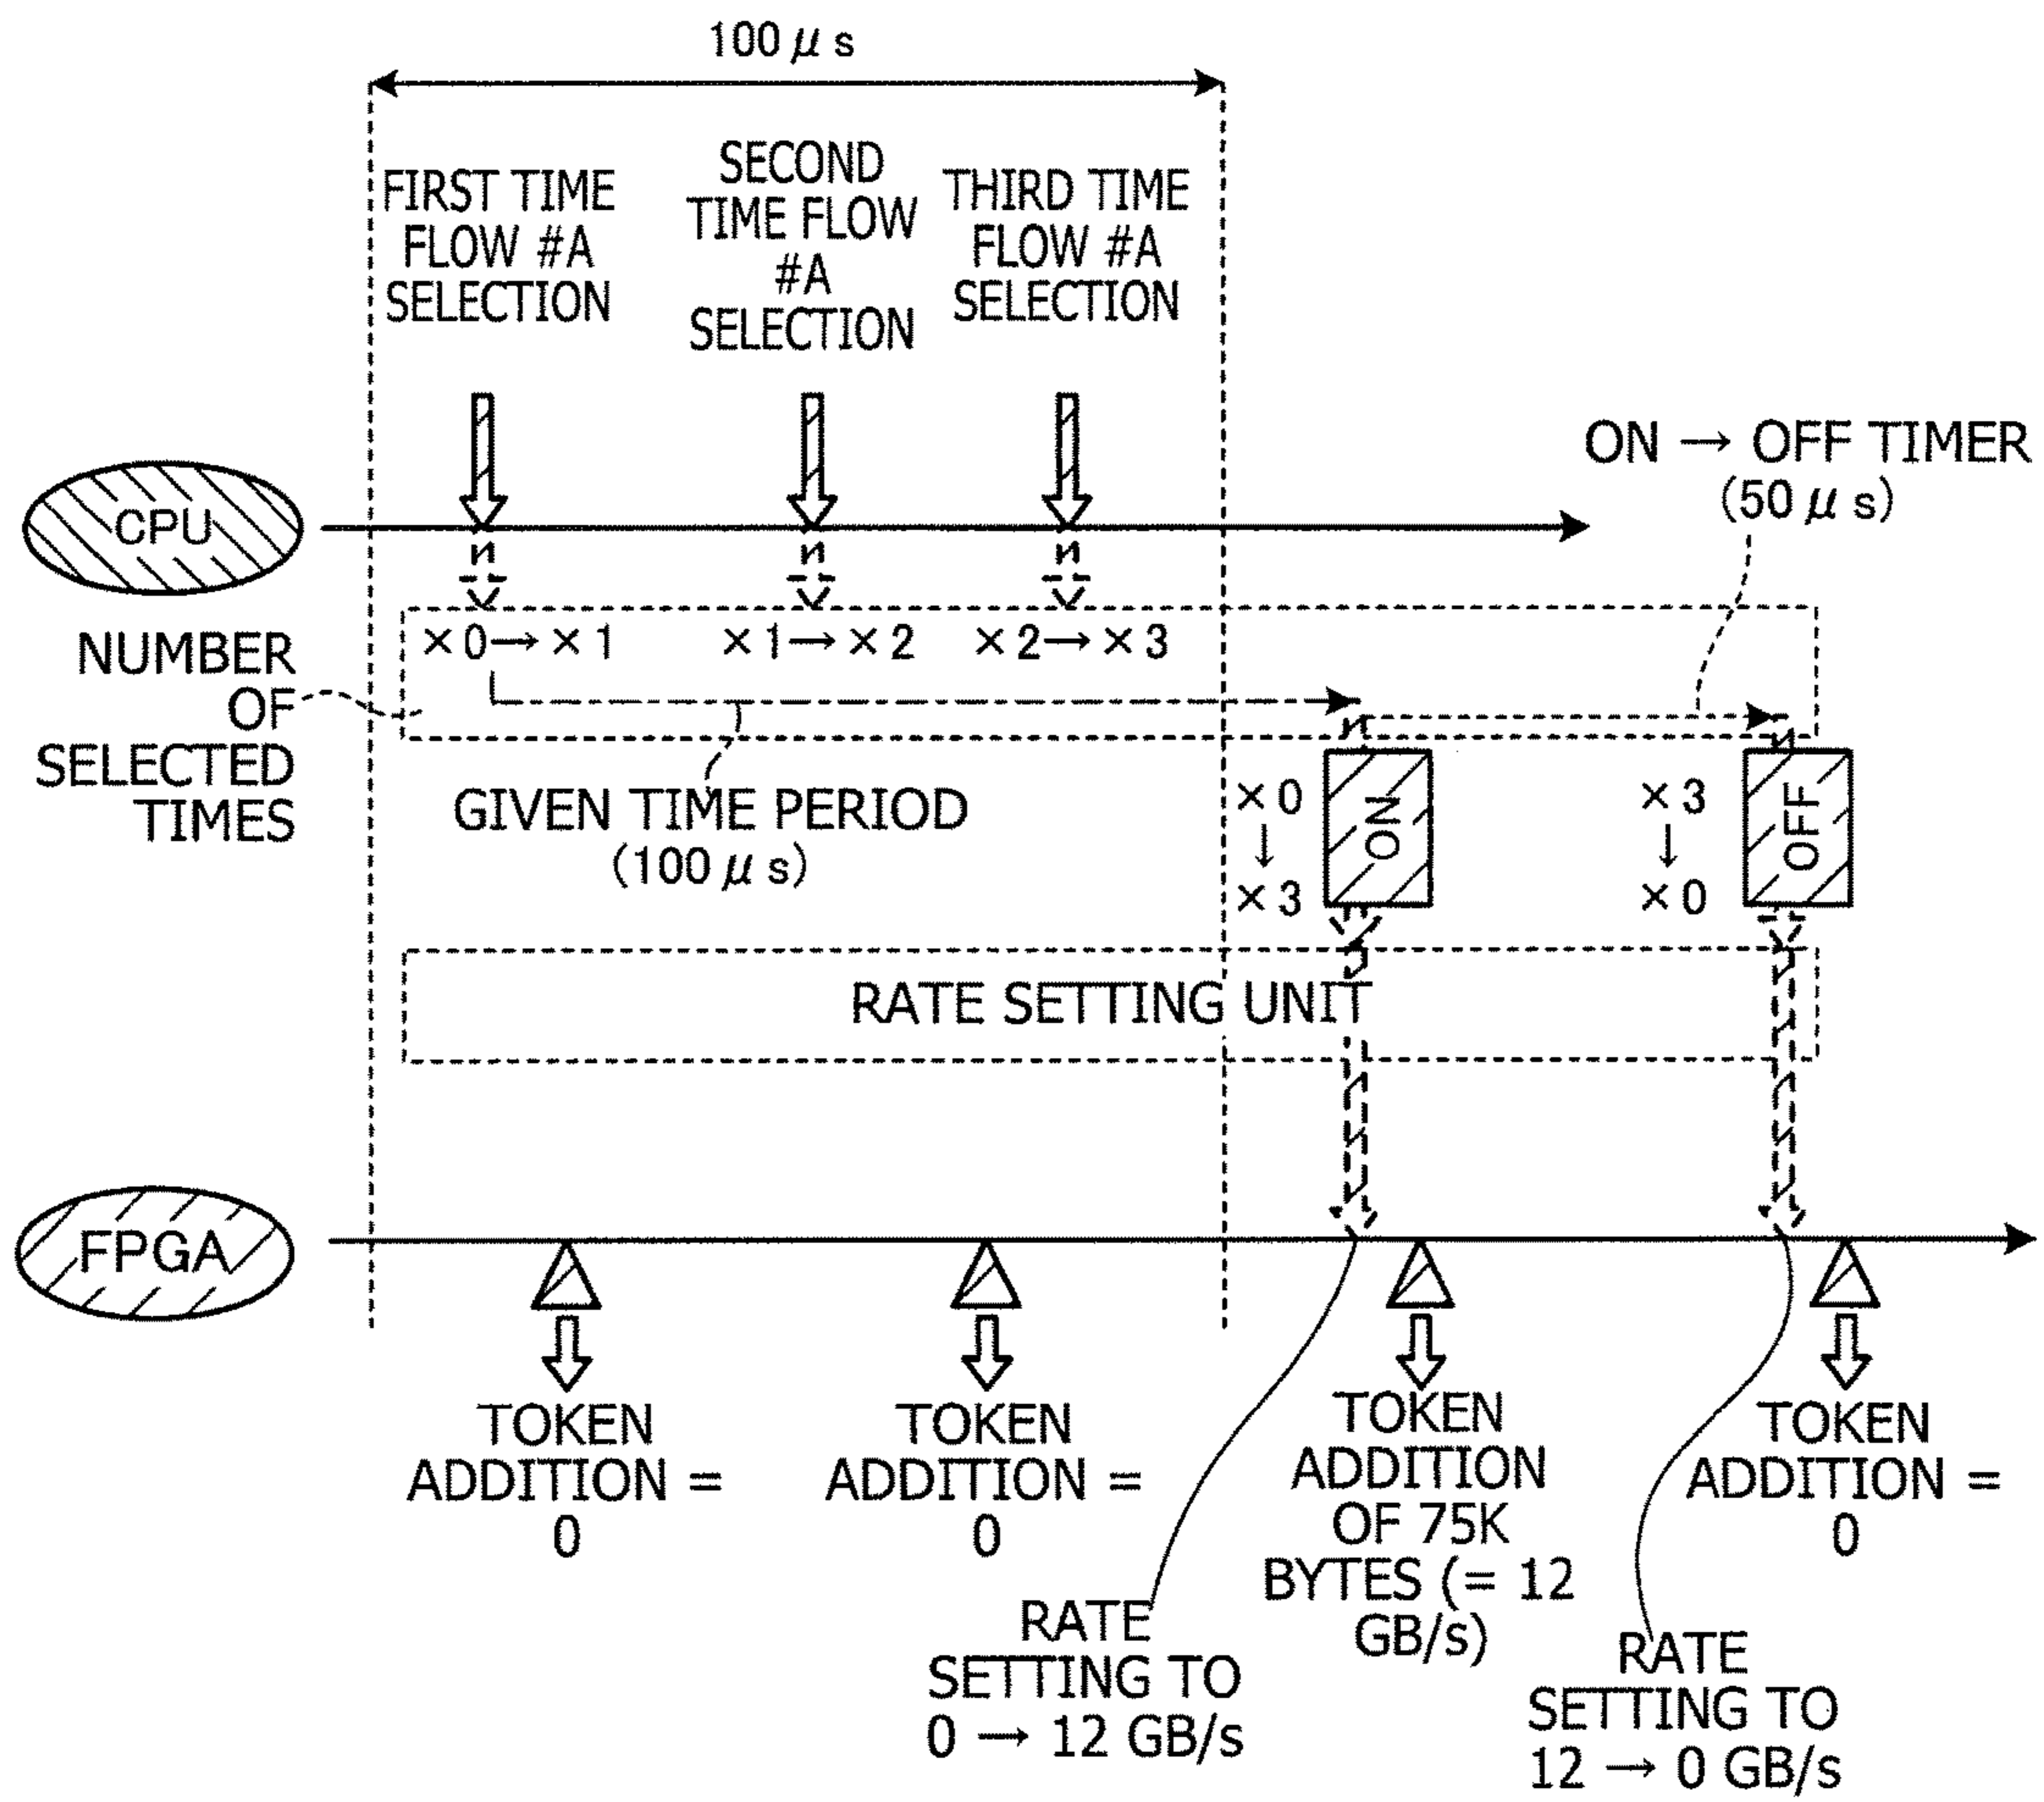 100 μ s
FIRST TIME
FLOW #A
SELECTION
SECOND
TIME FLOW
#A
SELECTION
THIRD TIME
FLOW #A
SELECTION
ON → OFF TIMER
(50 μ s)
CPU
NUMBER
OF
SELECTED
TIMES
×0→×1
×1→×2
×2→×3
GIVEN TIME PERIOD
(100 μ s)
×0
↓
×3
ON
×3
↓
×0
OFF
RATE SETTING UNIT
FPGA
TOKEN
ADDITION =
0
TOKEN
ADDITION =
0
TOKEN
ADDITION
OF 75K
BYTES (= 12
GB/s)
TOKEN
ADDITION =
0
RATE
SETTING TO
0 → 12 GB/s
RATE
SETTING TO
12 → 0 GB/s